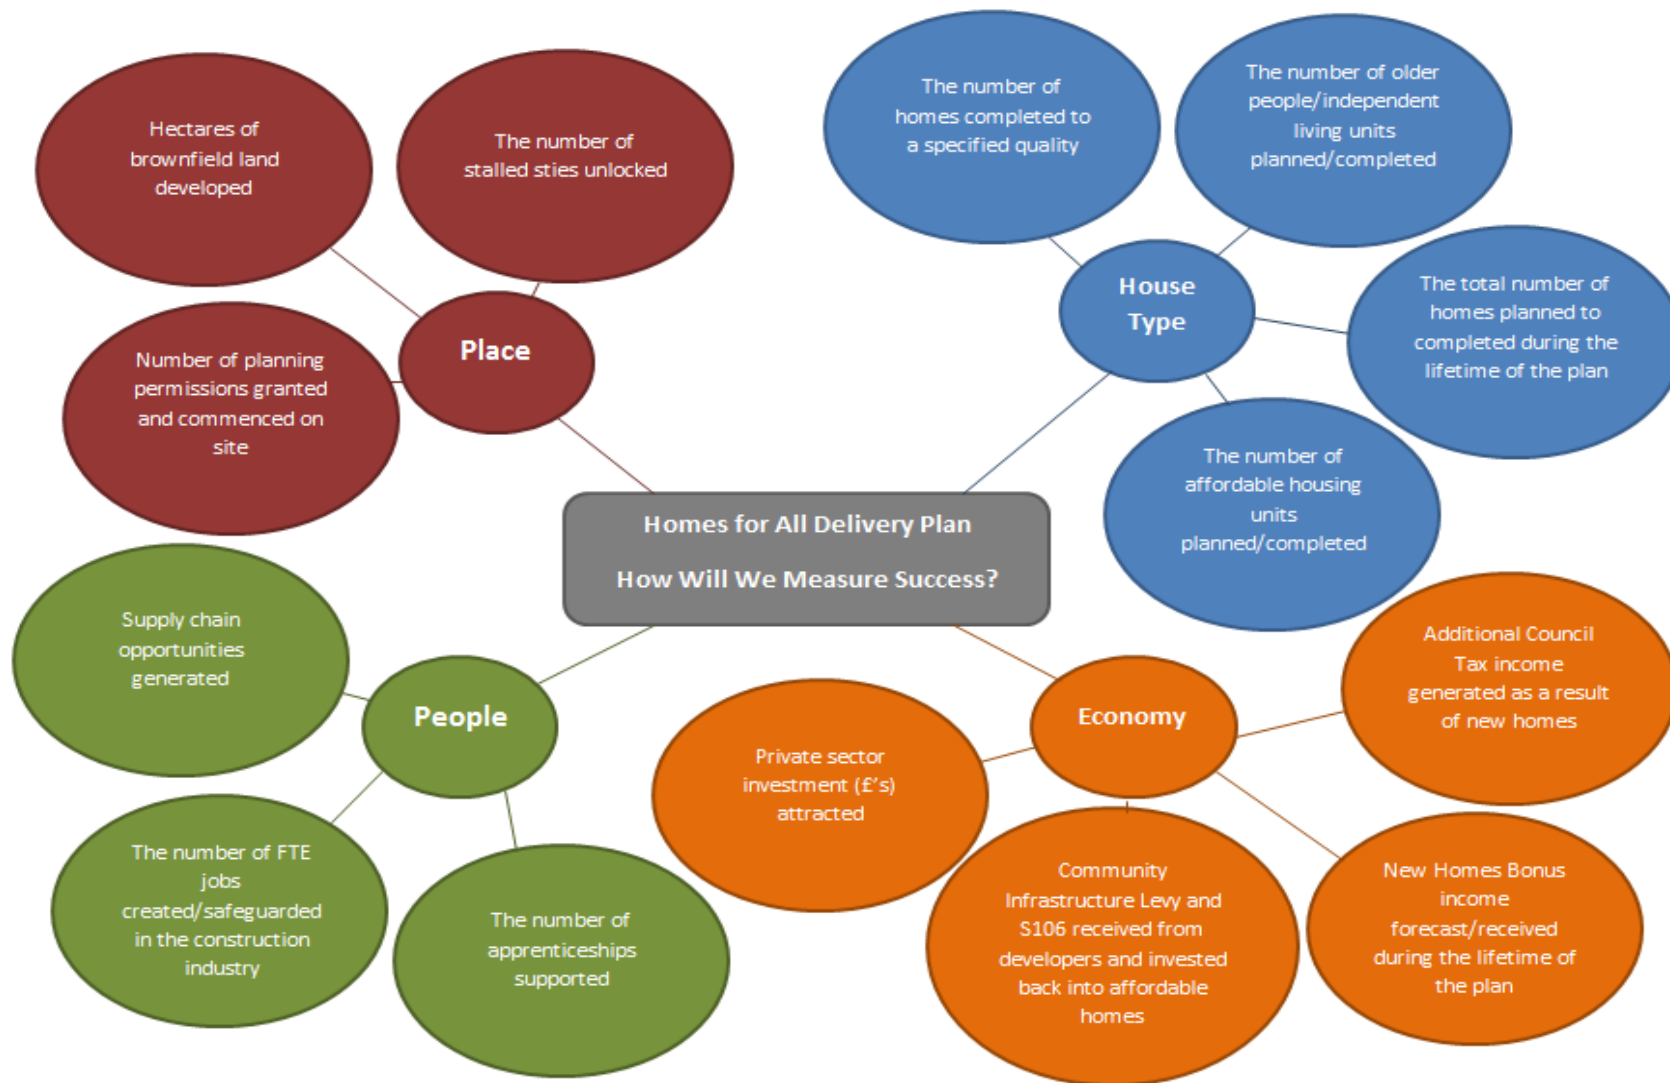 Hectares of
brownfield land
developed
The number of
stalled sties unlocked
Number of planning
permissions granted
and commenced on
site
Place
The number of
homes completed to
a specified quality
The number of older
people/independent
living units
planned/completed
House
Type
The total number of
homes planned to
completed during the
lifetime of the plan
The number of
affordable housing
units
planned/completed
Homes for All Delivery Plan
How Will We Measure Success?
Supply chain
opportunities
generated
People
The number of FTE
jobs
created/safeguarded
in the construction
industry
The number of
apprenticeships
supported
Economy
Additional Council
Tax income
generated as a result
of new homes
Private sector
investment (£'s)
attracted
Community
Infrastructure Levy and
S106 received from
developers and invested
back into affordable
homes
New Homes Bonus
income
forecast/received
during the lifetime of
the plan